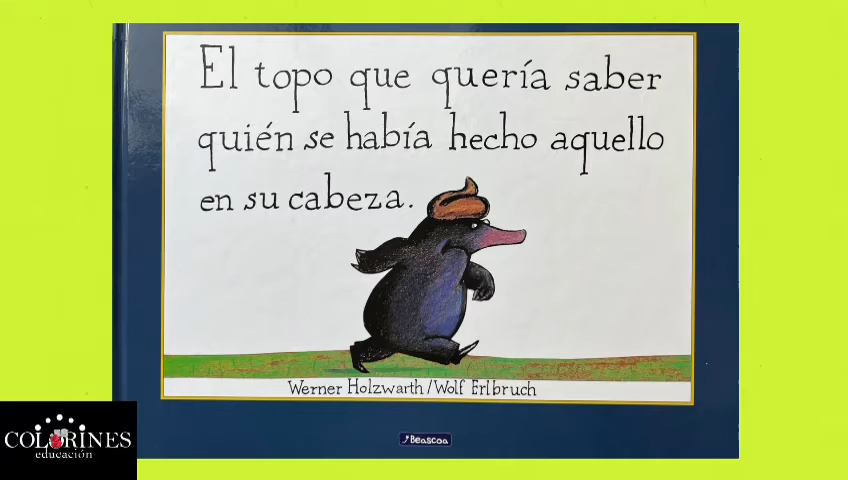 El topo que quería saber
quién se había hecho aquello
en su cabeza.
Werner Holzwarth/Wolf Erlbruch
Beascoa
COLORINES
educación